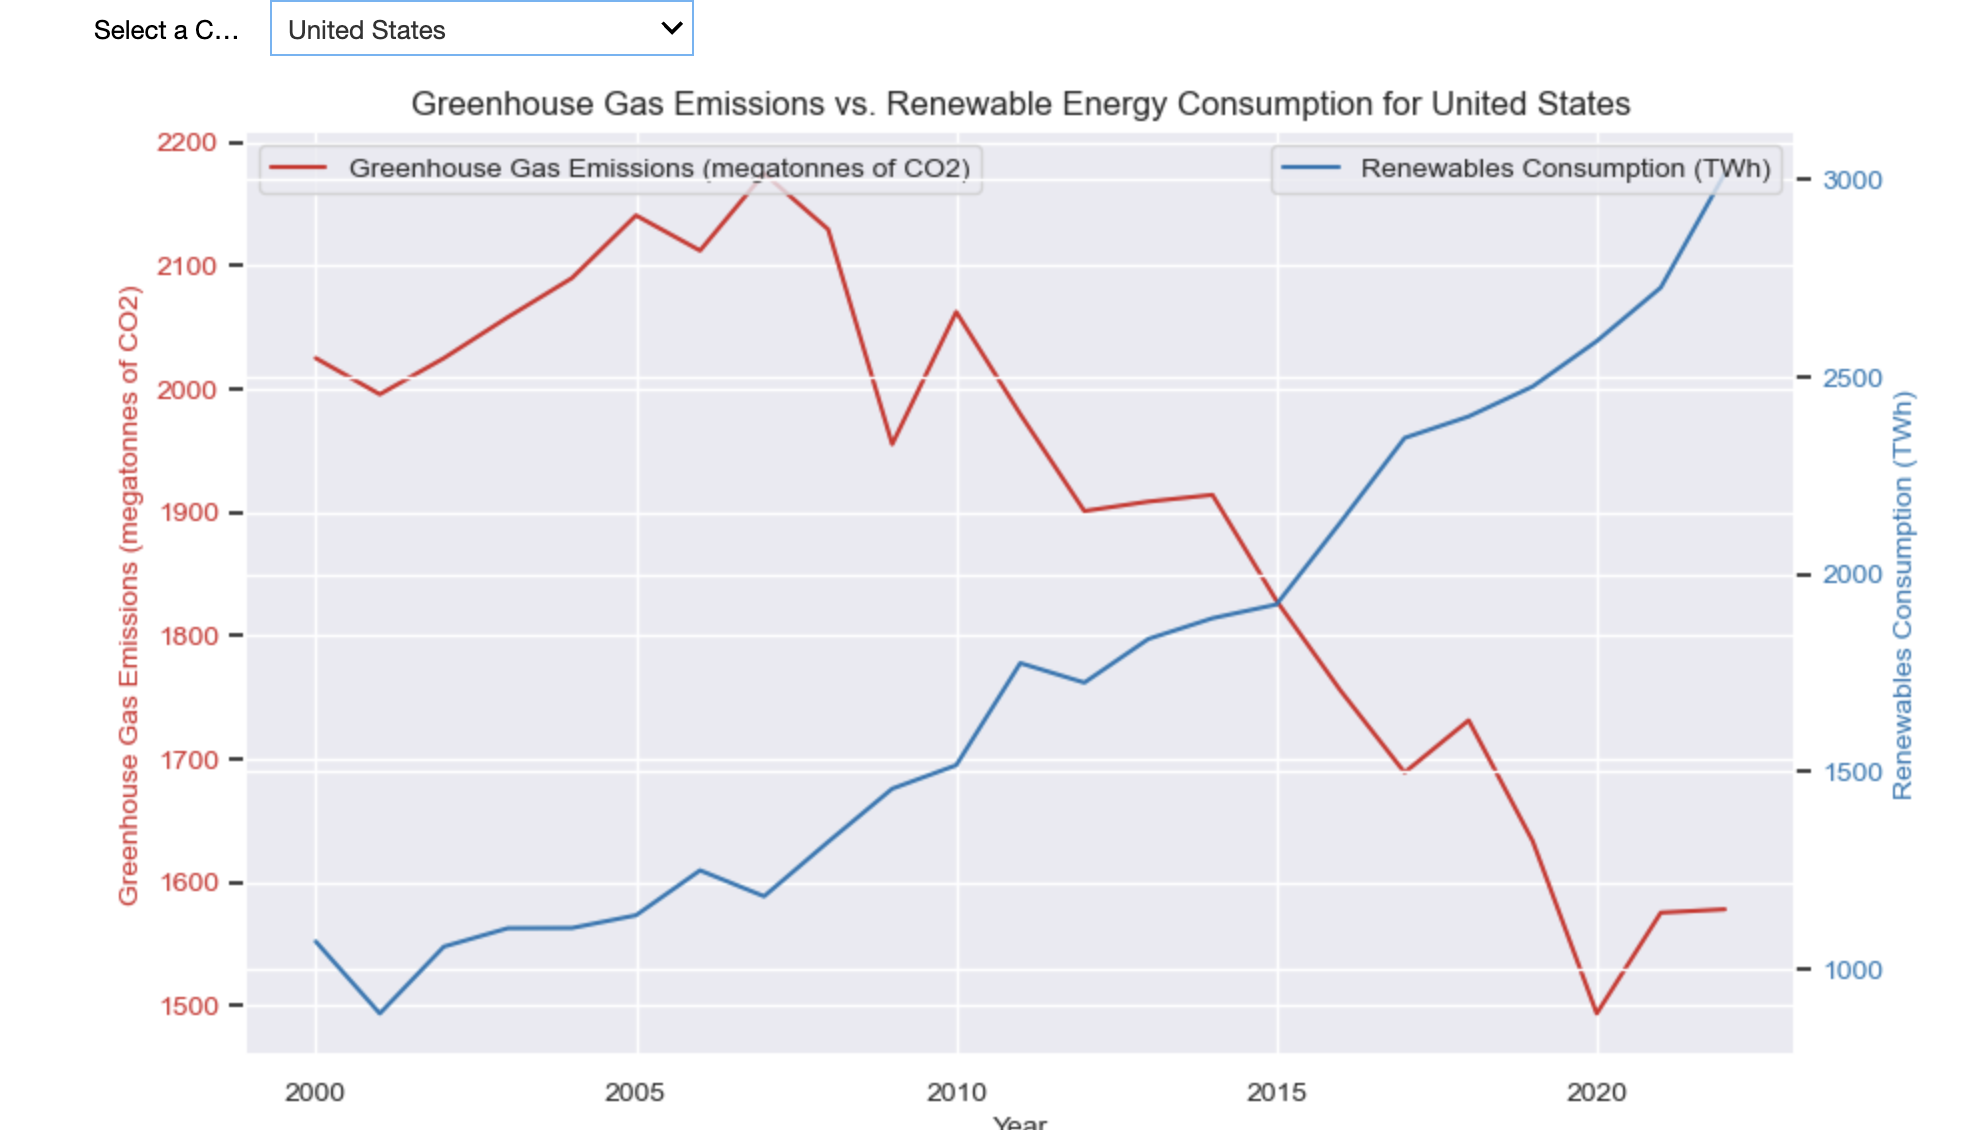 Select a C...
United States
Greenhouse Gas Emissions vs. Renewable Energy Consumption for United States
Greenhouse Gas Emissions (megatonnes of CO2)
Renewables Consumption (TWh)
2200
2100
2000
1900
1800
1700
1600
1500
Greenhouse Gas Emissions (megatonnes of CO2)
3000
2500
2000
1500
1000
Renewables Consumption (TWh)
2000 2005 2010 2015 2020
Year